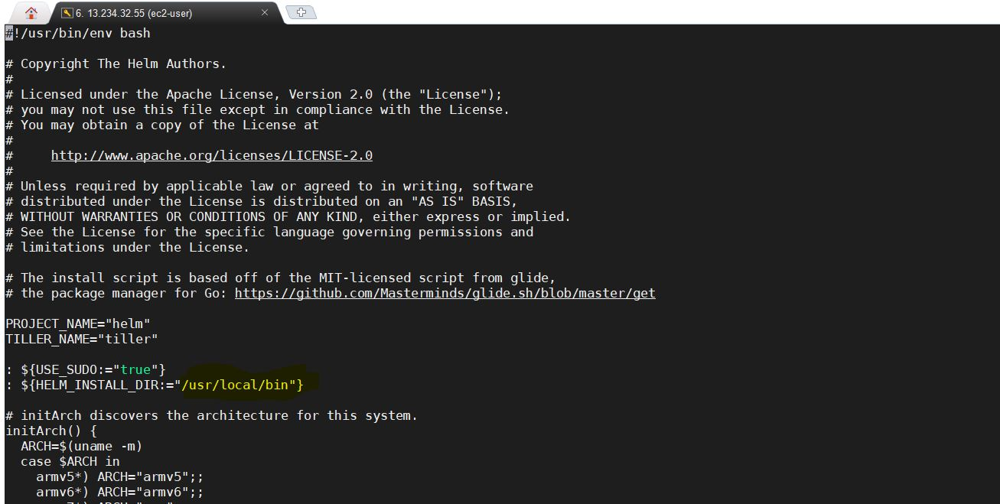 6. 13.234.32.55 (ec2-user)
#!/usr/bin/env bash
# Copyright The Helm Authors.
#
# Licensed under the Apache License, Version 2.0 (the "License");
# you may not use this file except in compliance with the License.
# You may obtain a copy of the License at
#
#     http://www.apache.org/licenses/LICENSE-2.0
#
# Unless required by applicable law or agreed to in writing, software
# distributed under the License is distributed on an "AS IS" BASIS,
# WITHOUT WARRANTIES OR CONDITIONS OF ANY KIND, either express or implied.
# See the License for the specific language governing permissions and
# limitations under the License.
# The install script is based off of the MIT-licensed script from glide,
# the package manager for Go: https://github.com/Masterminds/glide.sh/blob/master/get
PROJECT_NAME="helm"
TILLER_NAME="tiller"
: ${USE_SUDO:="true"}
: ${HELM_INSTALL_DIR:="/usr/local/bin"}
# initArch discovers the architecture for this system.
initArch() {
  ARCH=$(uname -m)
  case $ARCH in
    armv5*) ARCH="armv5";;
    armv6*) ARCH="armv6";;